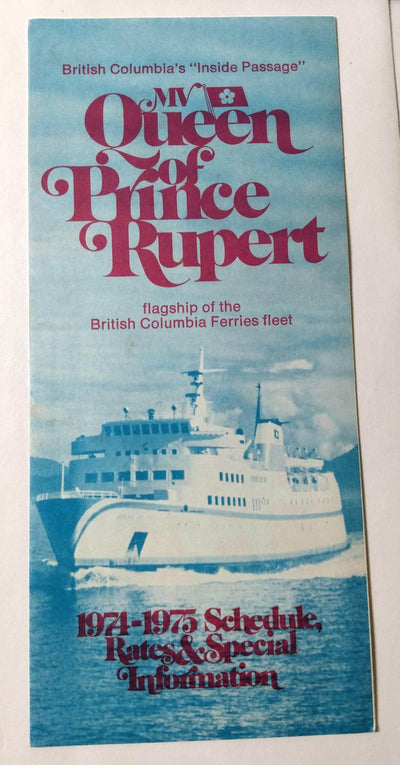 British Columbia's "Inside Passage"
MV
Queen
of
Prince
Rupert
flagship of the
British Columbia Ferries fleet
1974-1975 Schedule,
Rates & Special
Information